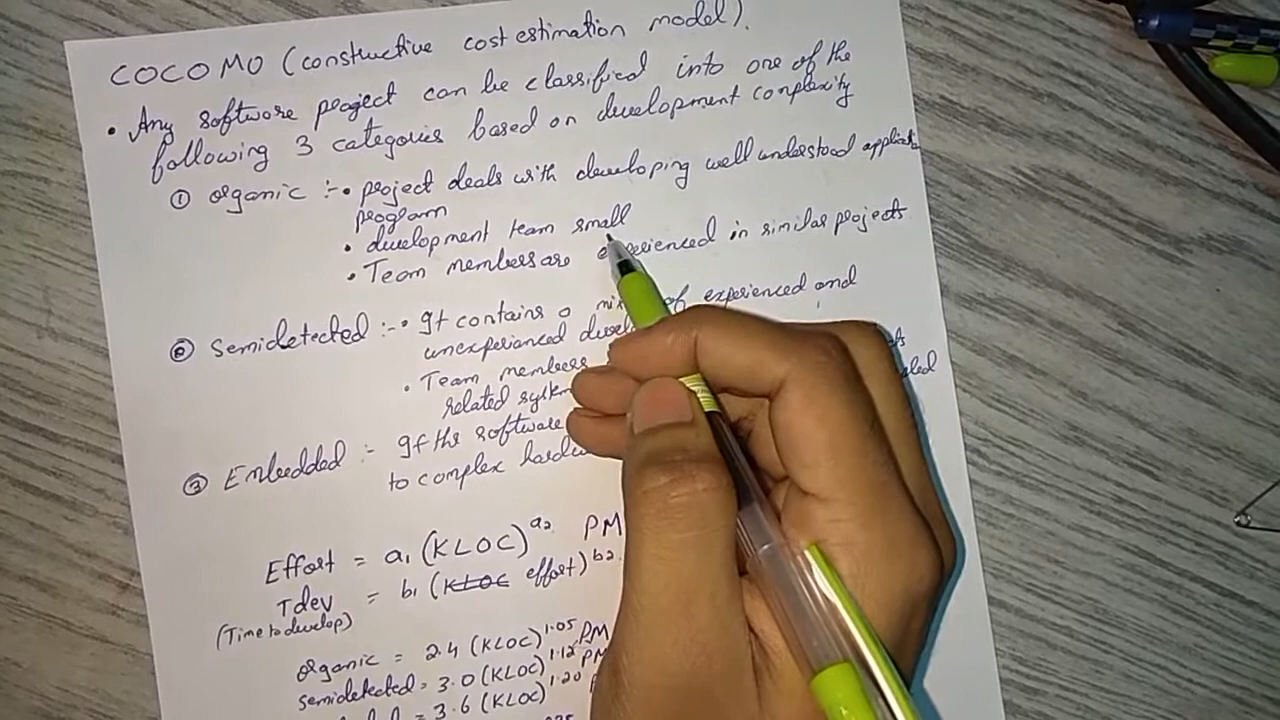 COCOMO (constructive cost estimation model).
• Any software project can be classified into one of the
following 3 categories based on development complexity
① organic :- • project deals with developing well understood applicati
program
• development team small
• Team members are experienced in similar projects
② Semidetected :- • It contains a mix of experienced and
unexperianced
• Team members
related system
③ Embedded :- If the software
to complex
Effort = a₁ (KLOC)^a₂ PM
Tdev = b₁ (KLOC effort)^b₂
(Time to develop)
organic = 2.4 (KLOC)^1.05 PM
semidetected = 3.0 (KLOC)^1.12 PM
= 3.6 (KLOC)^1.20